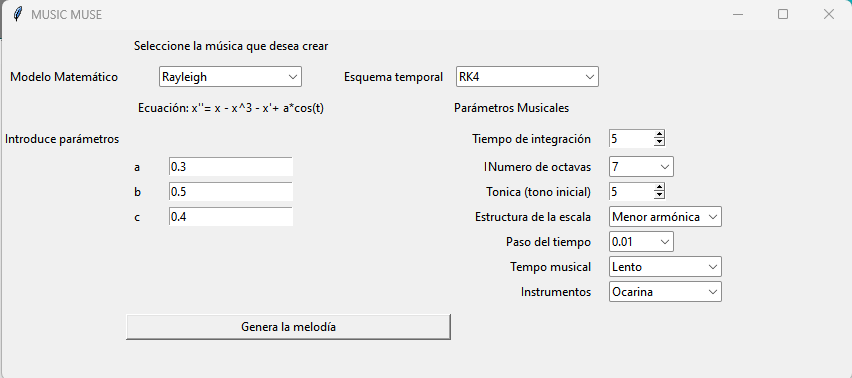 MUSIC MUSE
Seleccione la música que desea crear
Modelo Matemático Rayleigh Esquema temporal RK4
Ecuación: x''= x - x^3 - x'+ a*cos(t) Parámetros Musicales
Introduce parámetros Tiempo de integración 5
a 0.3 INumero de octavas 7
b 0.5 Tonica (tono inicial) 5
c 0.4 Estructura de la escala Menor armónica
Paso del tiempo 0.01
Tempo musical Lento
Instrumentos Ocarina
Genera la melodía